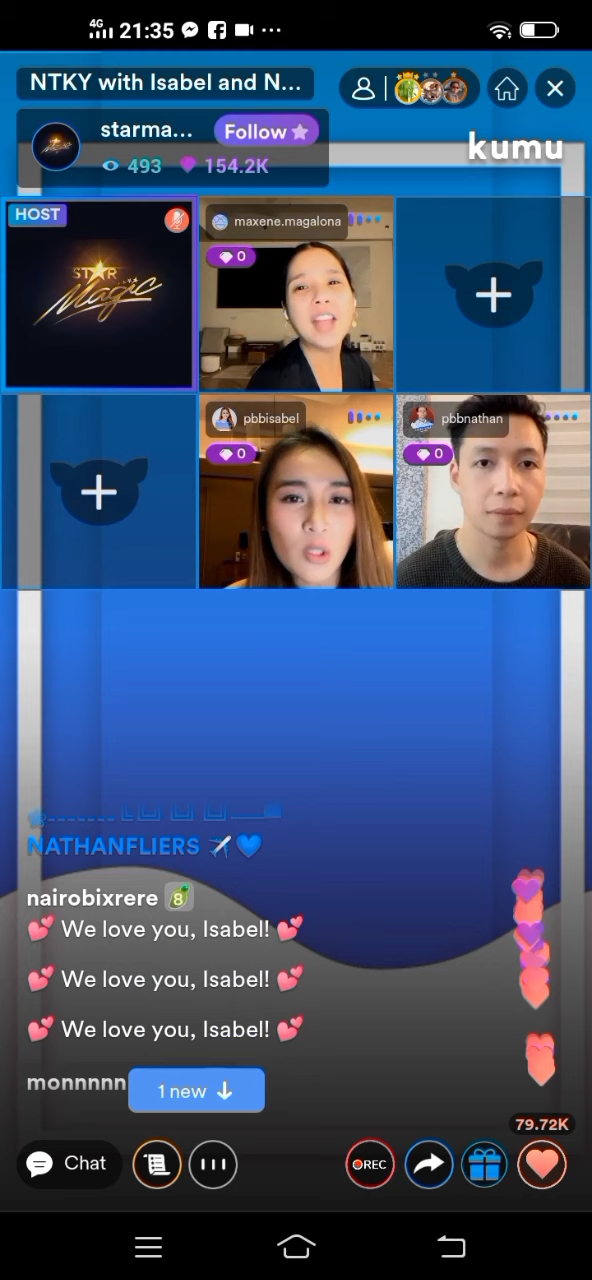 4G 21:35
NTKY with Isabel and N...
starma... Follow
493 154.2K
kumu
HOST
STAR
Magic
maxene.magalona
0
pbbisabel
0
pbbnathan
0
NATHANFLIERS ✈️💙
nairobixrere 8
💕 We love you, Isabel! 💕
💕 We love you, Isabel! 💕
💕 We love you, Isabel! 💕
monnnnn
1 new ↓
79.72K
Chat
REC